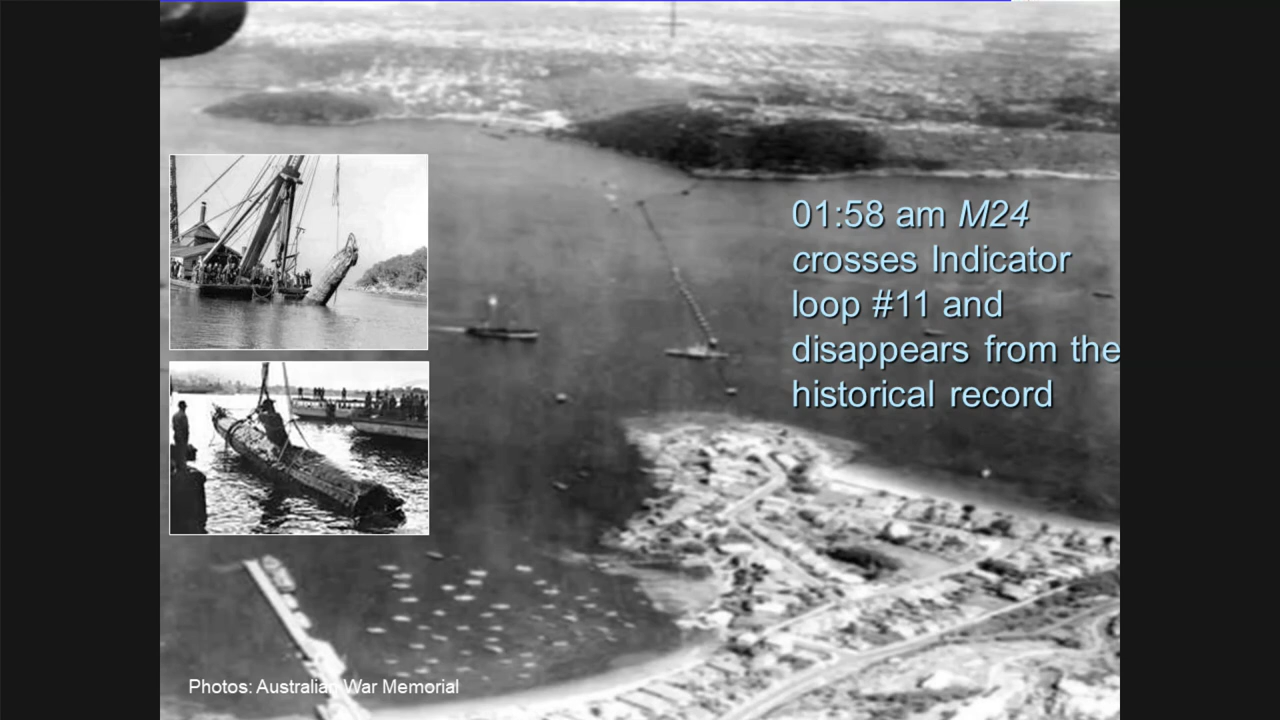 01:58 am M24
crosses Indicator
loop #11 and
disappears from the
historical record
Photos: Australian War Memorial